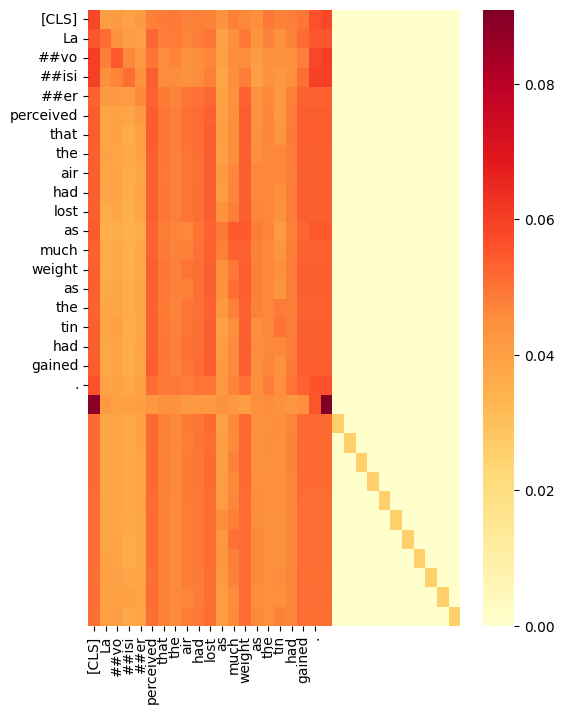 [CLS]
La
##vo
##isi
##er
perceived
that
the
air
had
lost
as
much
weight
as
the
tin
had
gained
.
0.08
0.06
0.04
0.02
0.00
[CLS]
La
##vo
##isi
##er
perceived
that
the
air
had
lost
as
much
weight
as
the
tin
had
gained
.